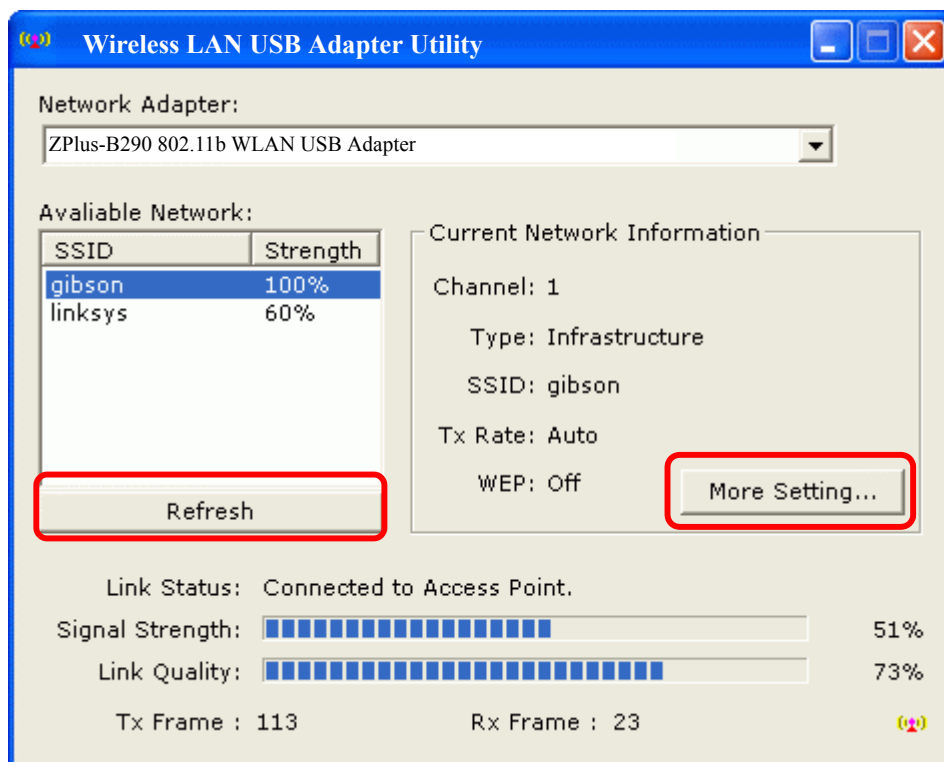 Wireless LAN USB Adapter Utility
Network Adapter:
ZPlus-B290 802.11b WLAN USB Adapter
Avaliable Network:
SSID Strength
gibson 100%
linksys 60%
Refresh
Current Network Information
Channel: 1
Type: Infrastructure
SSID: gibson
Tx Rate: Auto
WEP: Off
More Setting...
Link Status: Connected to Access Point.
Signal Strength: 51%
Link Quality: 73%
Tx Frame : 113 Rx Frame : 23